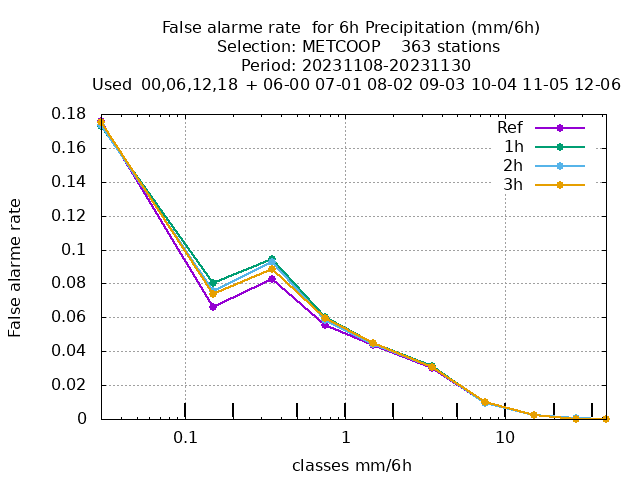 False alarme rate  for 6h Precipitation (mm/6h)
Selection: METCOOP    363 stations
Period: 20231108-20231130
Used  00,06,12,18  + 06-00 07-01 08-02 09-03 10-04 11-05 12-06
0.18
0.16
0.14
0.12
0.1
0.08
0.06
0.04
0.02
0
False alarme rate
Ref
1h
2h
3h
0.1
1
10
classes mm/6h